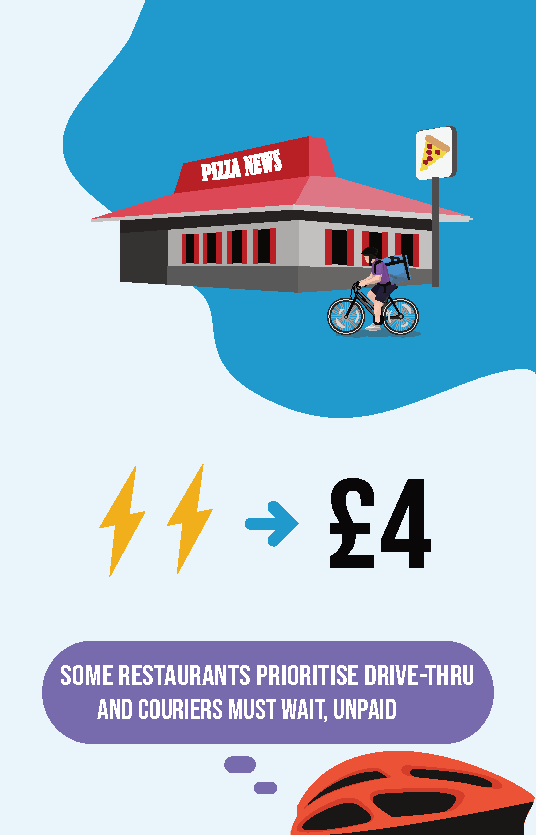 PIZZA NEWS
£4
SOME RESTAURANTS PRIORITISE DRIVE-THRU
AND COURIERS MUST WAIT, UNPAID